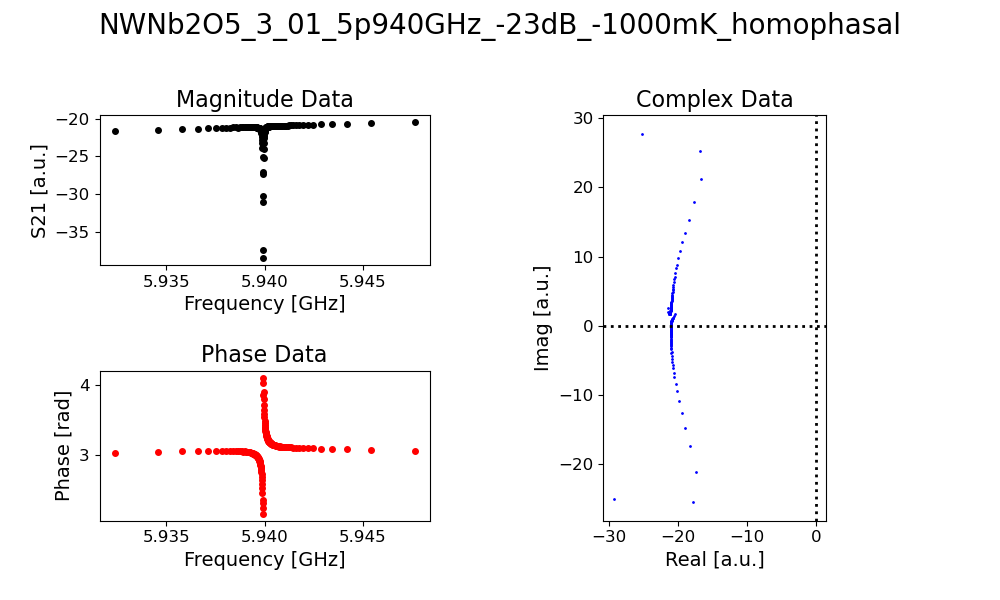 NWNb2O5_3_01_5p940GHz_-23dB_-1000mK_homophasal
Magnitude Data
−20
−25
−30
−35
S21 [a.u.]
5.935 5.940 5.945
Frequency [GHz]
Phase Data
4
3
Phase [rad]
5.935 5.940 5.945
Frequency [GHz]
Complex Data
30
20
10
0
−10
−20
Imag [a.u.]
−30 −20 −10 0
Real [a.u.]